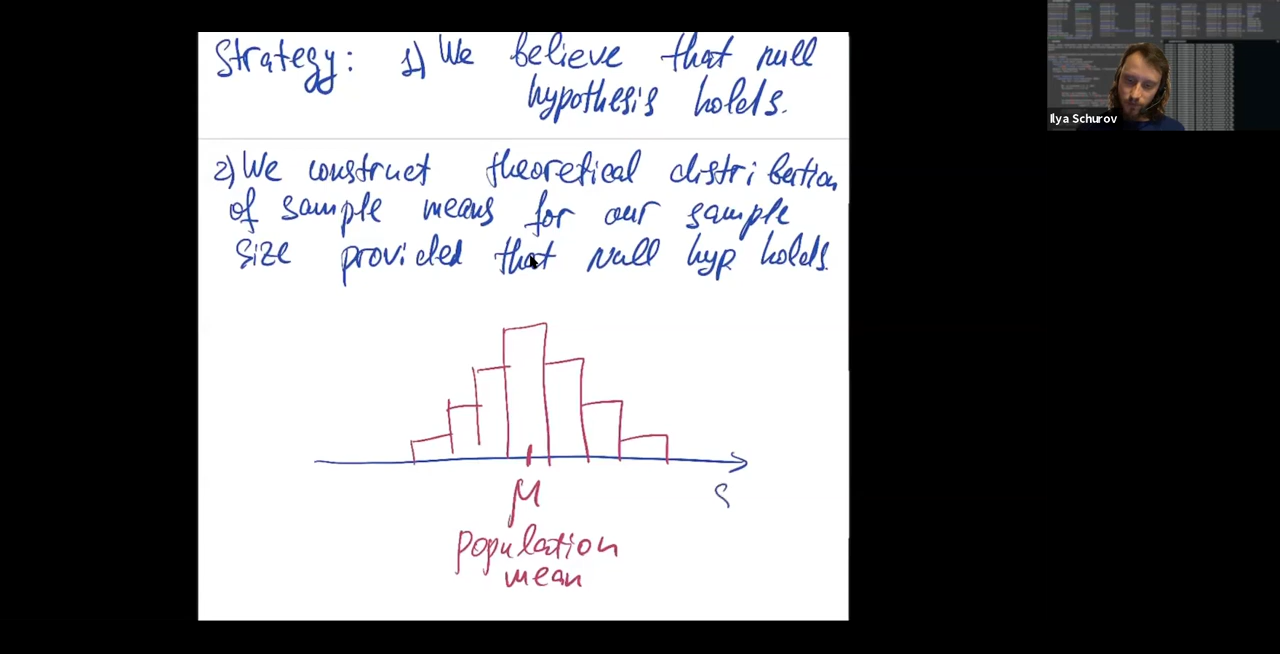 Strategy: 1) We believe that null
hypothesis holds.
2) We construct theoretical distribution
of sample means for our sample
size provided that null hyp holds.
μ
population
mean
S
Ilya Schurov